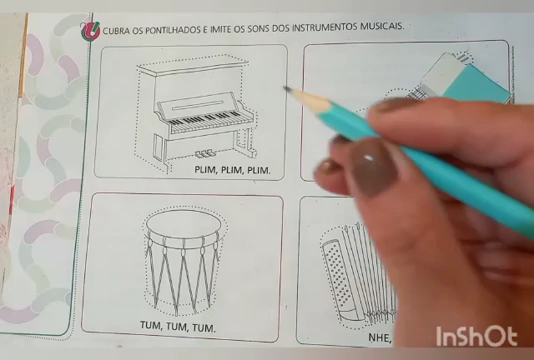 CUBRA OS PONTILHADOS E IMITE OS SONS DOS INSTRUMENTOS MUSICAIS.
PLIM, PLIM, PLIM.
TUM, TUM, TUM.
NHE,
InShOt